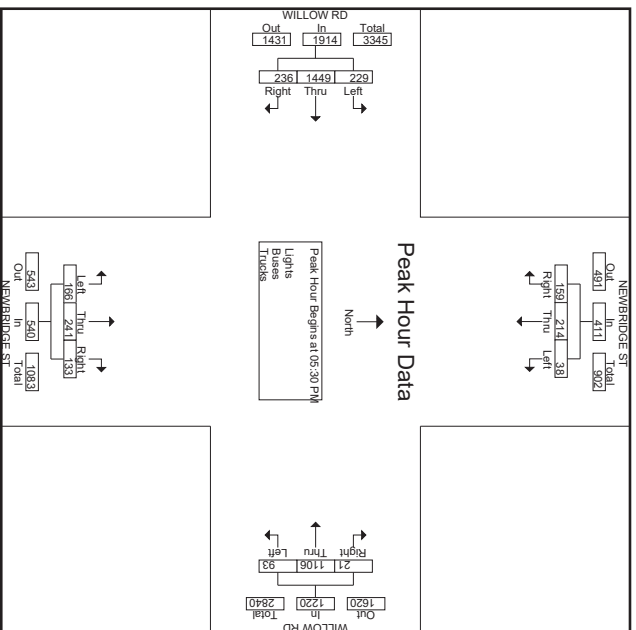 WILLOW RD
Out In Total
1431 1914 3345
236 1449 229
Right Thru Left
NEWBRIDGE ST
Out In Total
491 411 902
159 214 38
Right Thru Left
Peak Hour Data
North
Peak Hour Begins at 05:30 PM
Lights
Buses
Trucks
Left Thru Right
166 241 133
543 540 1083
Out In Total
NEWBRIDGE ST
Left Thru Right
93 1106 21
2840 1220 1620
Total In Out
WILLOW RD